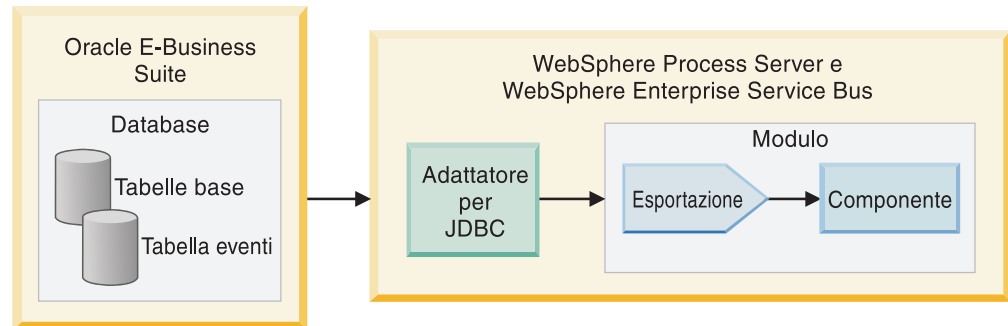 Oracle E-Business
Suite
Database
Tabelle base
Tabella eventi
WebSphere Process Server e
WebSphere Enterprise Service Bus
Adattatore
per
JDBC
Modulo
Esportazione
Componente